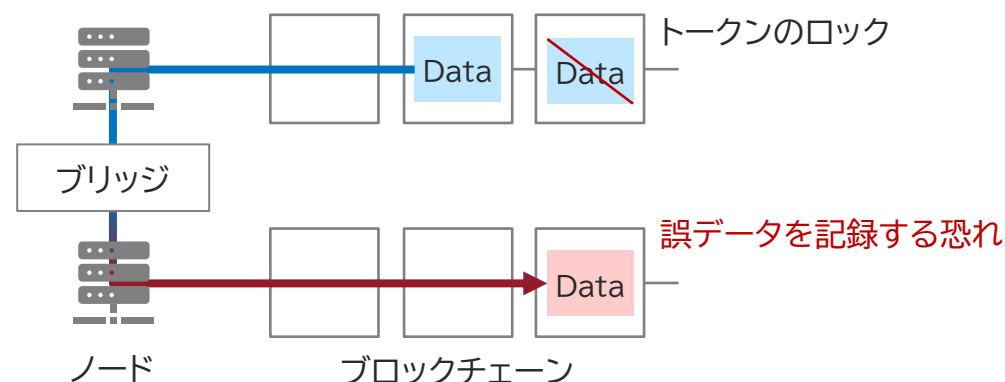 トークンのロック
Data
Data
ブリッジ
誤データを記録する恐れ
Data
ノード
ブロックチェーン